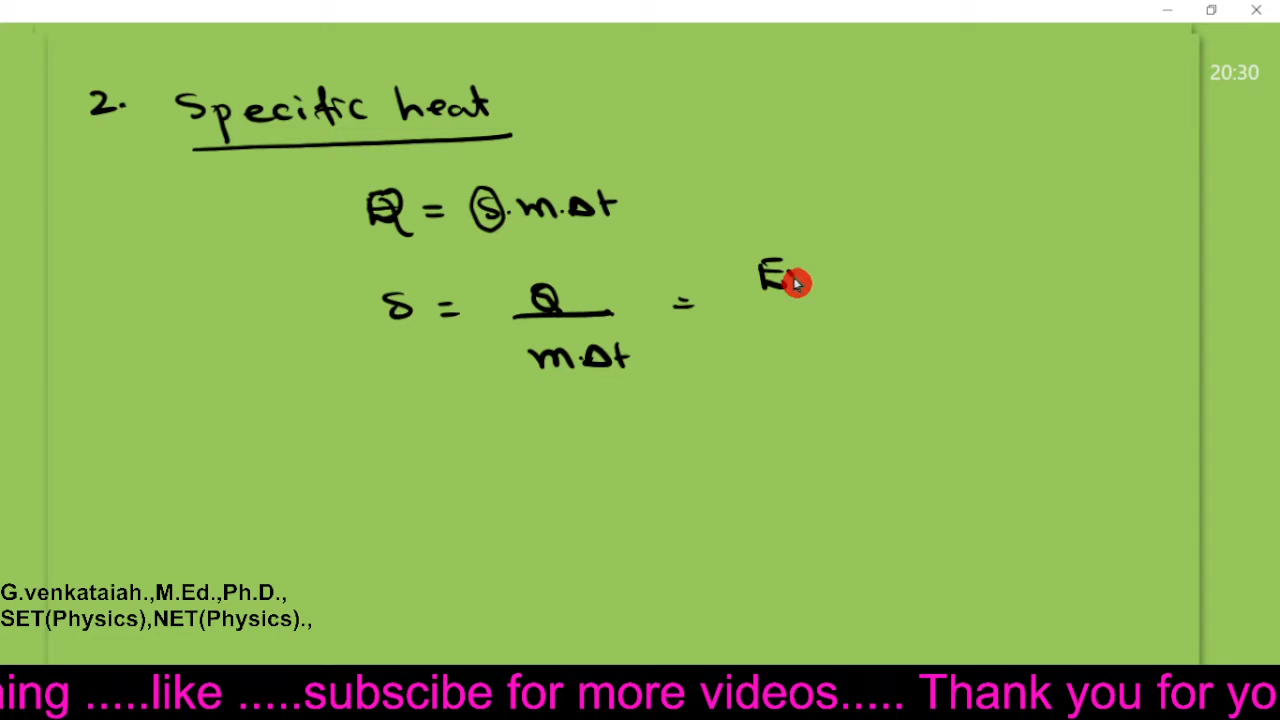 20:30
2. Specific heat
Q = S.m.Δt
S = Q / m.Δt =
G.venkataiah.,M.Ed.,Ph.D.,
SET(Physics),NET(Physics).,
ning .....like .....subscibe for more videos..... Thank you for yo